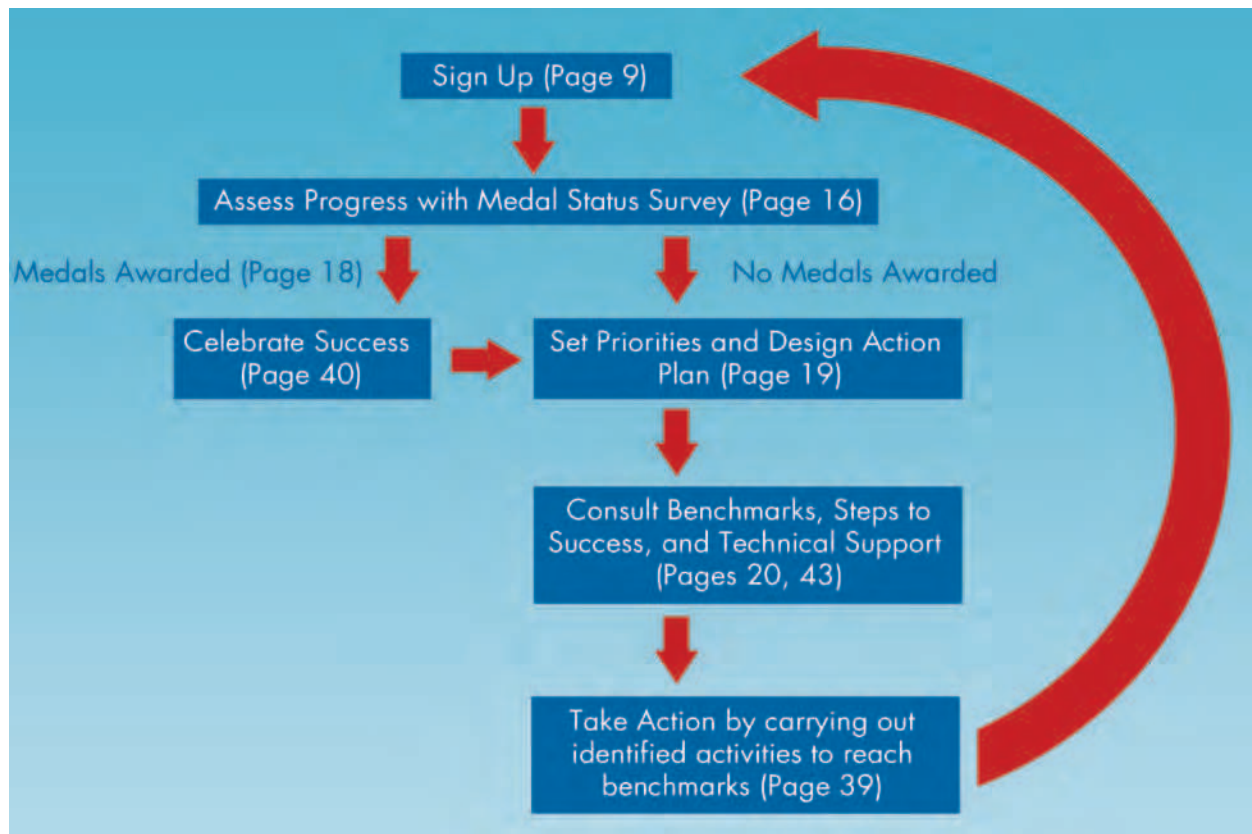 Sign Up (Page 9)
Assess Progress with Medal Status Survey (Page 16)
Medals Awarded (Page 18)
No Medals Awarded
Celebrate Success
(Page 40)
Set Priorities and Design Action
Plan (Page 19)
Consult Benchmarks, Steps to
Success, and Technical Support
(Pages 20, 43)
Take Action by carrying out
identified activities to reach
benchmarks (Page 39)